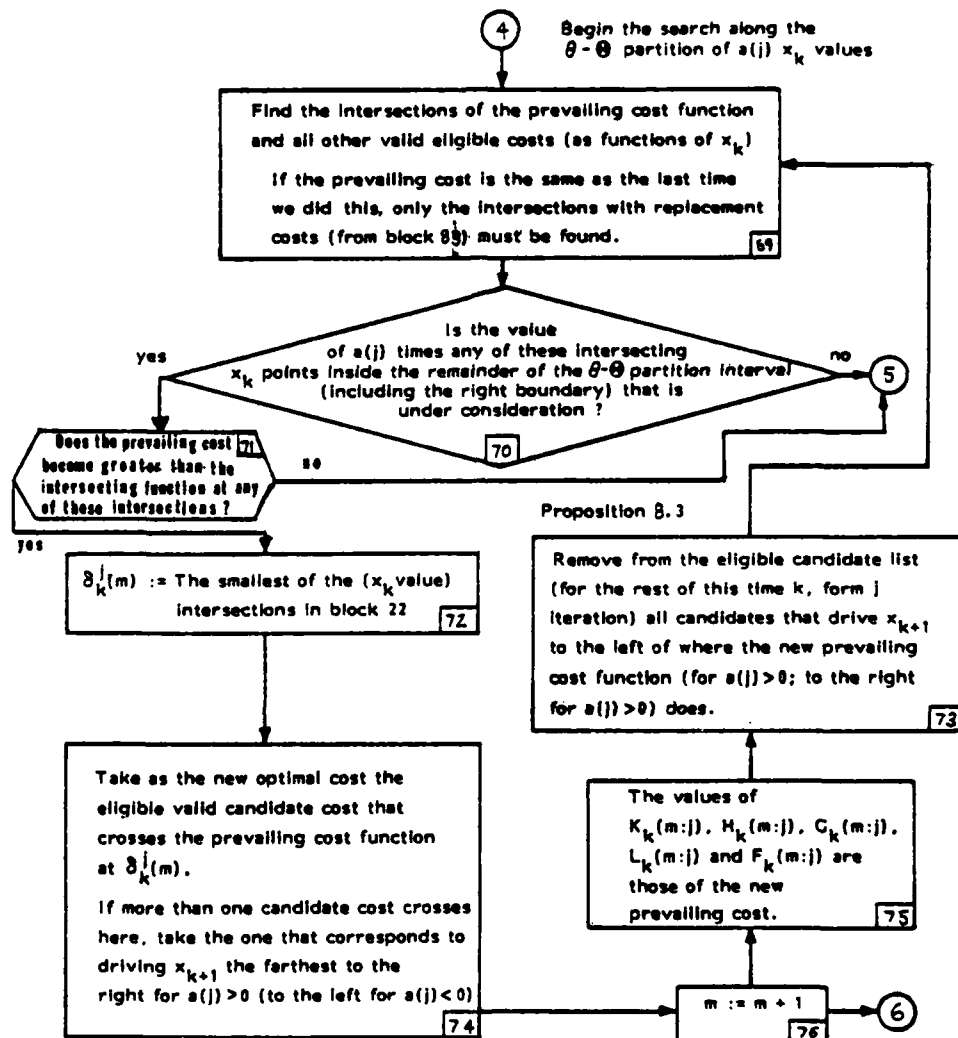 4
Begin the search along the
θ-Θ partition of a(j) x_k values
Find the intersections of the prevailing cost function
and all other valid eligible costs (as functions of x_k)
If the prevailing cost is the same as the last time
we did this, only the intersections with replacement
costs (from block ) must be found.
69
Is the value
of a(j) times any of these intersecting
x_k points inside the remainder of the θ-Θ partition interval
(including the right boundary) that is
under consideration ?
70
yes
no
5
Does the prevailing cost
become greater than the
intersecting function at any
of these intersections ?
71
no
yes
δ_k^j(m) := The smallest of the (x_k value)
intersections in block 22
72
Take as the new optimal cost the
eligible valid candidate cost that
crosses the prevailing cost function
at δ_k^j(m).
If more than one candidate cost crosses
here, take the one that corresponds to
driving x_{k+1} the farthest to the
right for a(j)>0 (to the left for a(j)<0)
74
Proposition 8.3
Remove from the eligible candidate list
(for the rest of this time k, form j
iteration) all candidates that drive x_{k+1}
to the left of where the new prevailing
cost function (for a(j)>0; to the right
for a(j)>0) does.
73
The values of
K_k(m:j), H_k(m:j), G_k(m:j),
L_k(m:j) and F_k(m:j) are
those of the new
prevailing cost.
75
m := m + 1
76
6